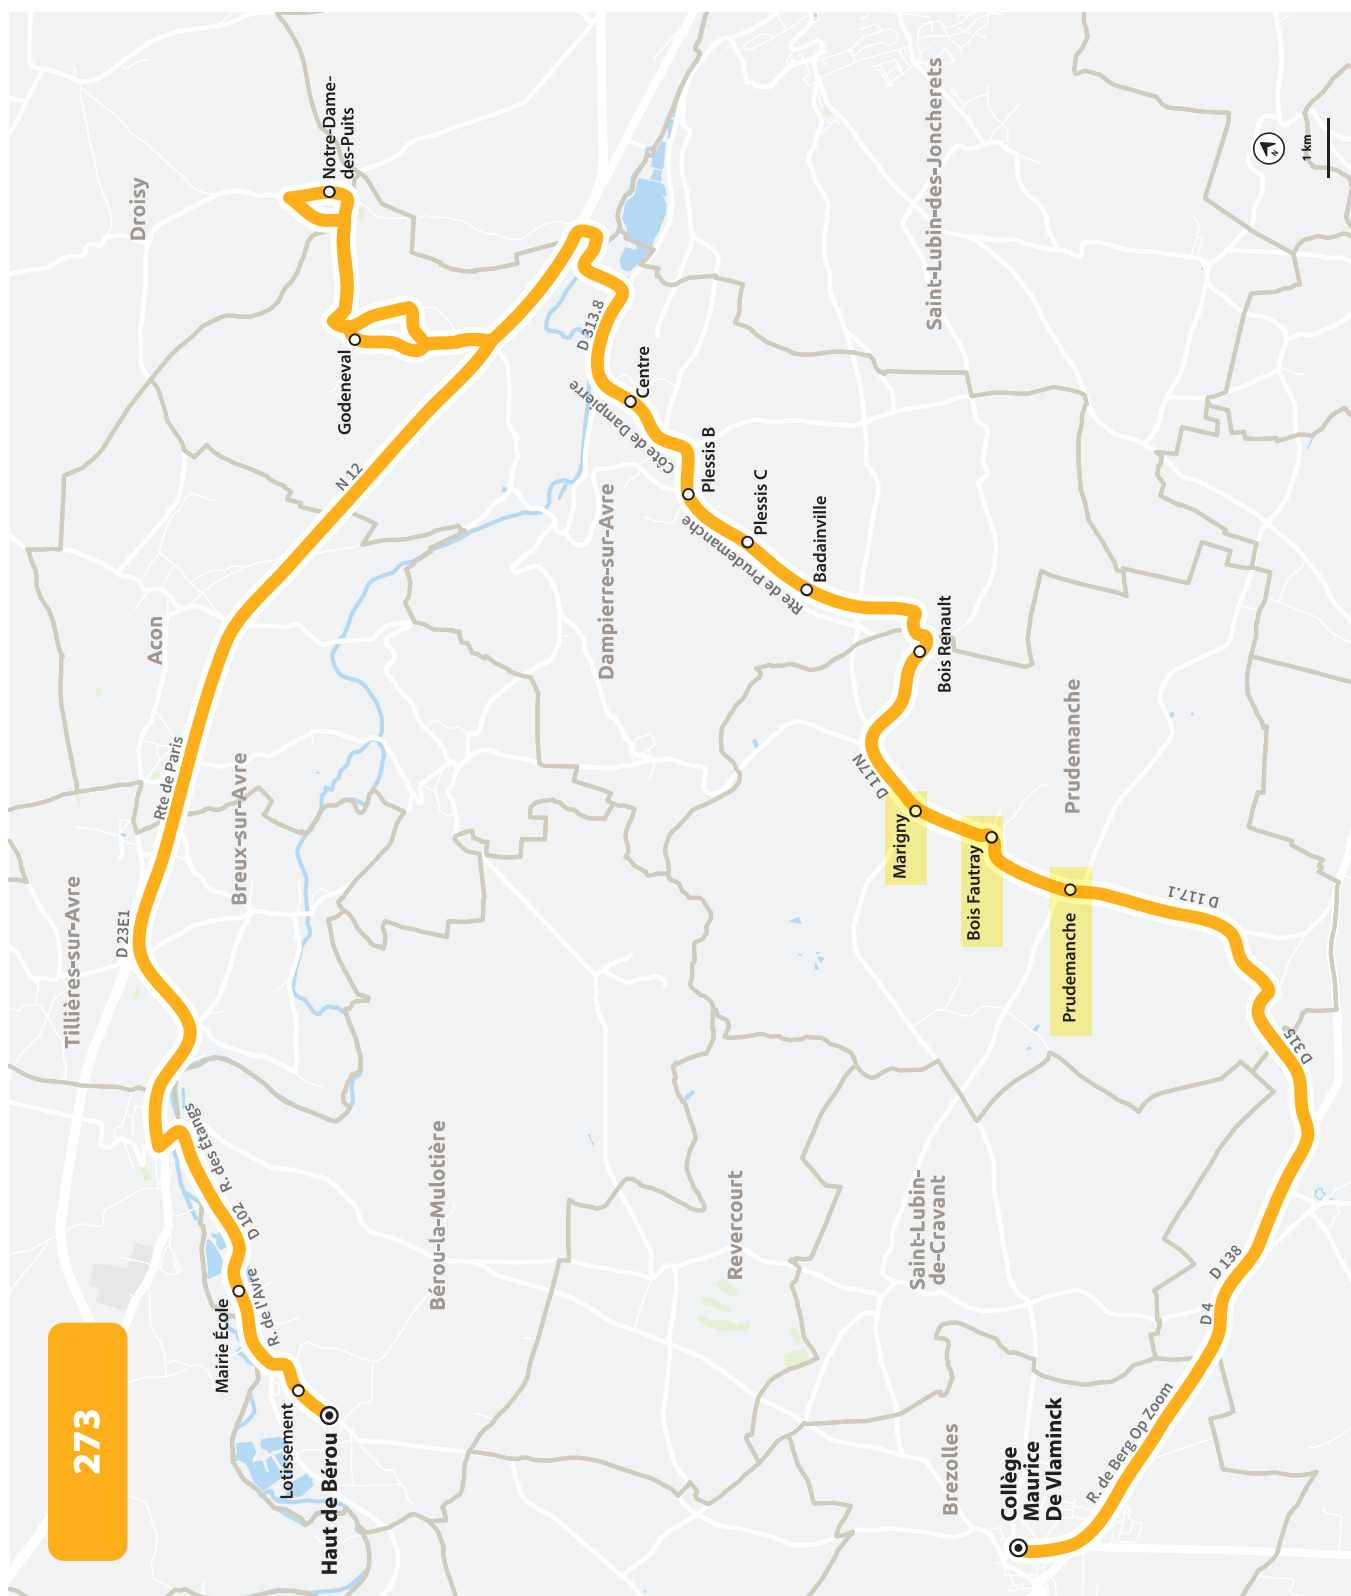 273
Haut de Bérou
Lotissement
Mairie École
R. de l'Avre
D 102
R. des Étangs
Tillières-sur-Avre
D 23E1
Rte de Paris
Breux-sur-Avre
Acon
N 12
Droisy
Godeneval
Notre-Dame-
des-Puits
D 313.8
Centre
Côte de Dampierre
Plessis B
Plessis C
Rte de Prudemanche
Badainville
Dampierre-sur-Avre
Saint-Lubin-des-Joncherets
Bois Renault
D 117N
Marigny
Bois Fautray
Prudemanche
Prudemanche
D 117.1
D 315
D 138
D 4
R. de Berg Op Zoom
Collège
Maurice
De Vlaminck
Brezolles
Saint-Lubin-
de-Cravant
Revercourt
Bérou-la-Mulotière
N
1 km